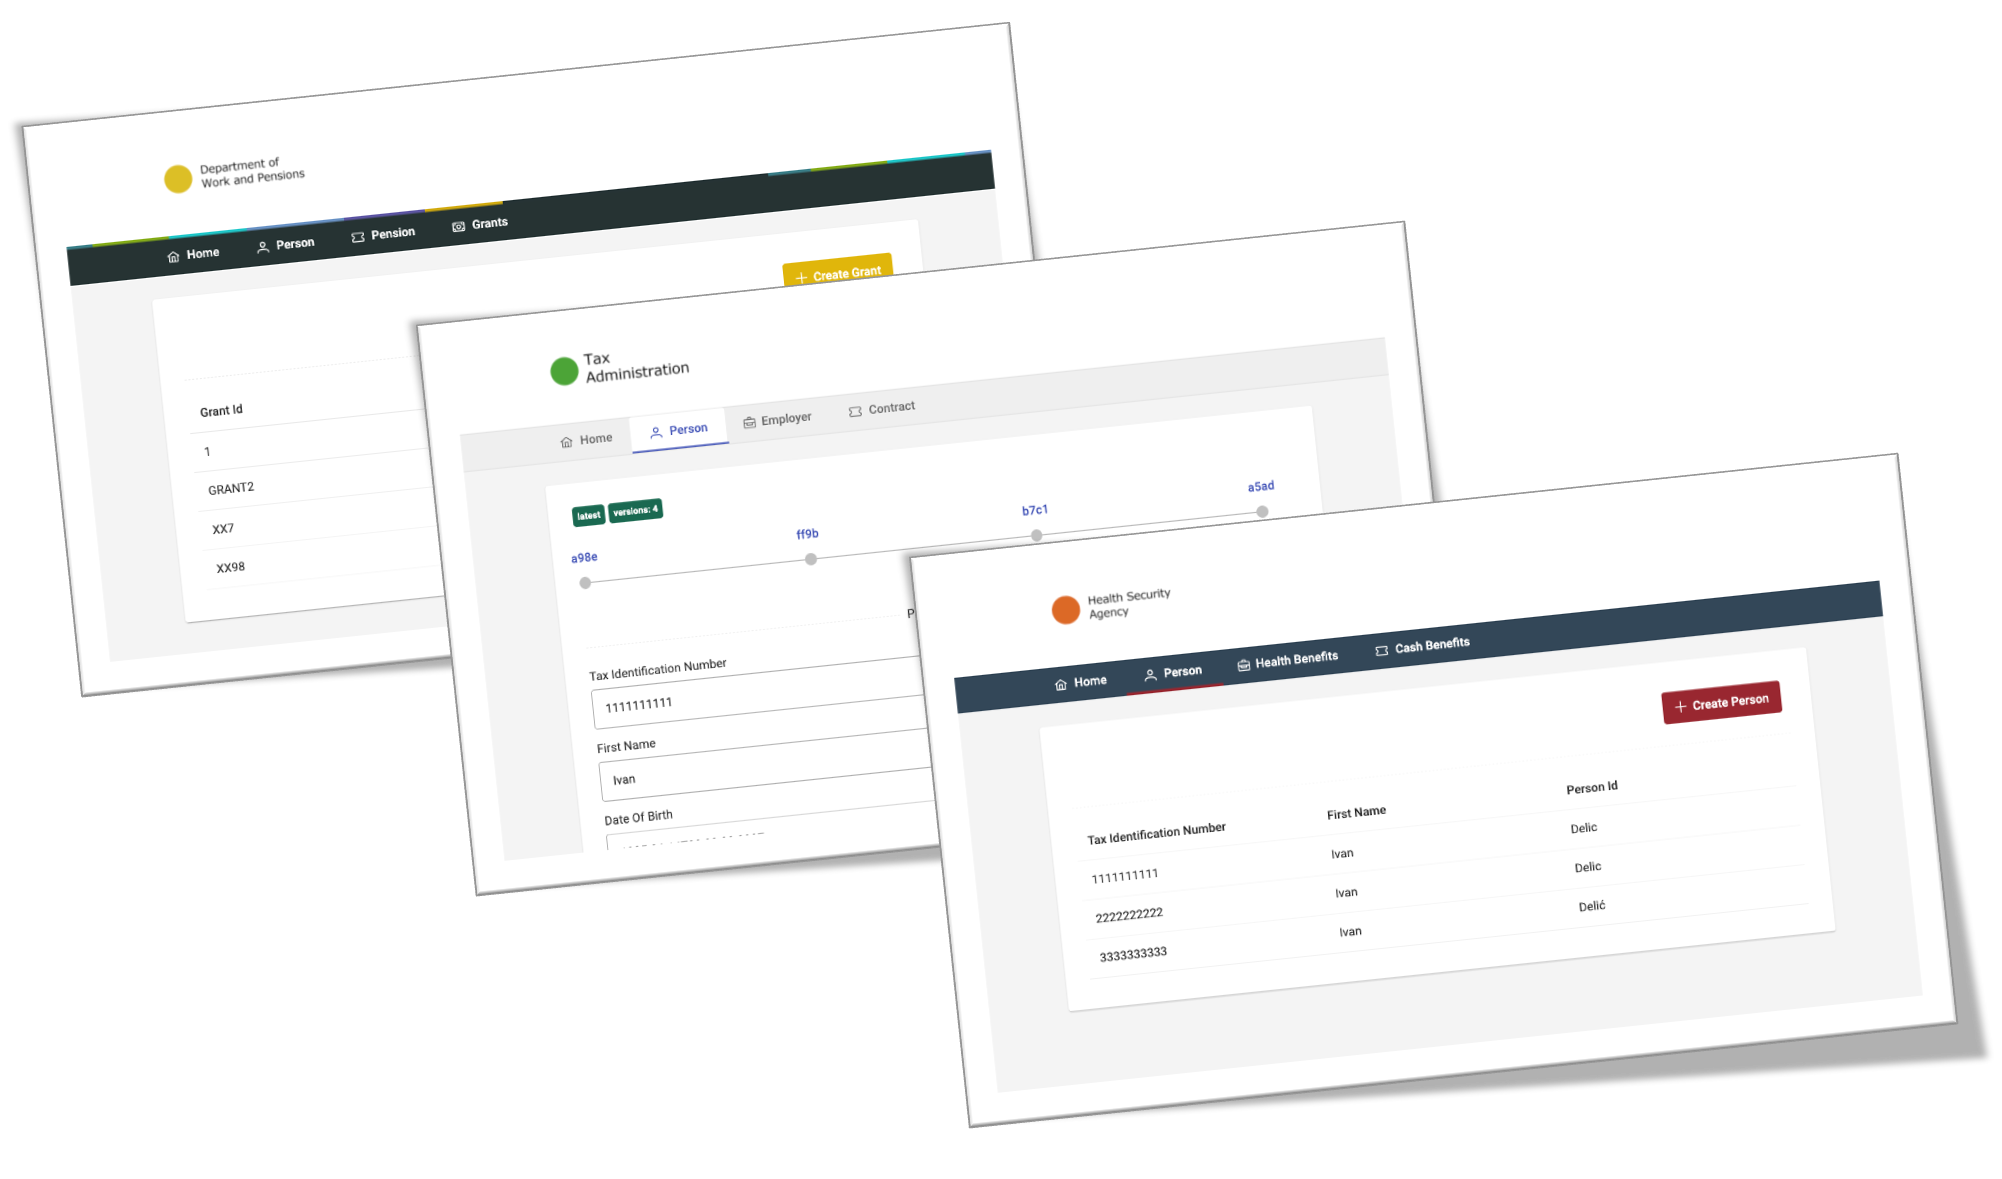 Department of
Work and Pensions
Home
Person
Pension
Grants
Create Grant
Grant Id
1
GRANT2
XX7
XX98
Tax
Administration
Home
Person
Employer
Contract
latest
versions: 4
a98e
ff9b
b7c1
a5ad
P
Tax Identification Number
1111111111
First Name
Ivan
Date Of Birth
Health Security
Agency
Home
Person
Health Benefits
Cash Benefits
Create Person
Tax Identification Number
First Name
Person Id
1111111111
Ivan
Delic
2222222222
Ivan
Delic
3333333333
Ivan
Delić